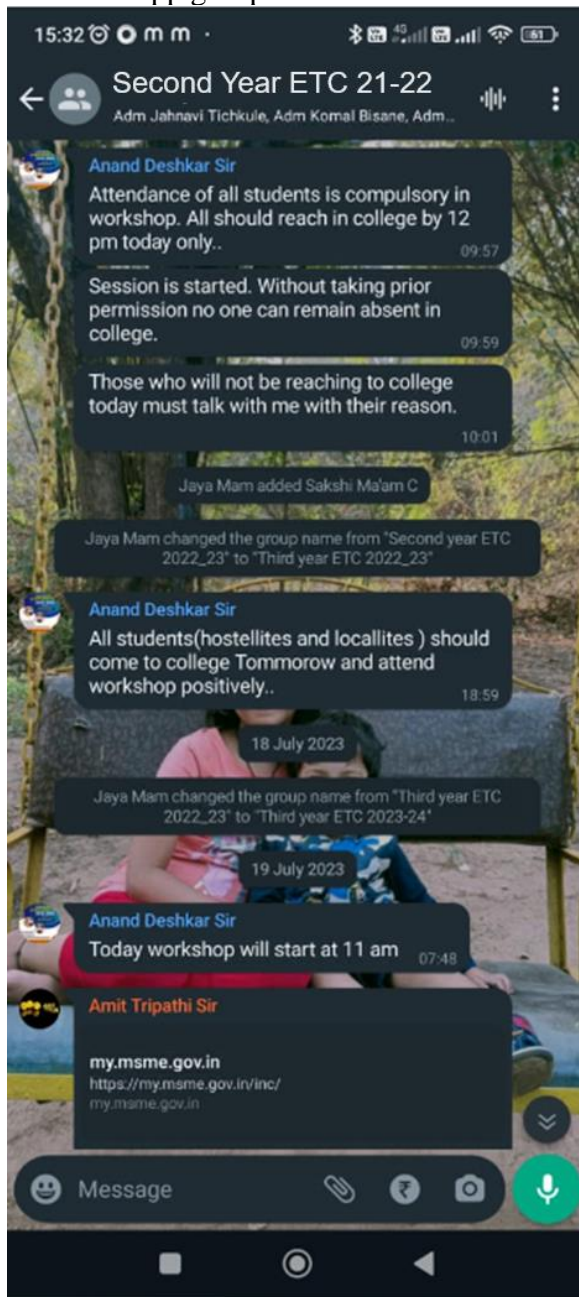 15:32
4G
61
Second Year ETC 21-22
Adm Jahnavi Tichkule, Adm Komal Bisane, Adm...
Anand Deshkar Sir
Attendance of all students is compulsory in
workshop. All should reach in college by 12
pm today only..
09:57
Session is started. Without taking prior
permission no one can remain absent in
college.
09:59
Those who will not be reaching to college
today must talk with me with their reason.
10:01
Jaya Mam added Sakshi Ma'am C
Jaya Mam changed the group name from "Second year ETC
2022_23" to "Third year ETC 2022_23"
Anand Deshkar Sir
All students(hostellites and locallites ) should
come to college Tommorow and attend
workshop positively..
18:59
18 July 2023
Jaya Mam changed the group name from "Third year ETC
2022_23" to "Third year ETC 2023-24"
19 July 2023
Anand Deshkar Sir
Today workshop will start at 11 am
07:48
Amit Tripathi Sir
my.msme.gov.in
https://my.msme.gov.in/inc/
my.msme.gov.in
Message